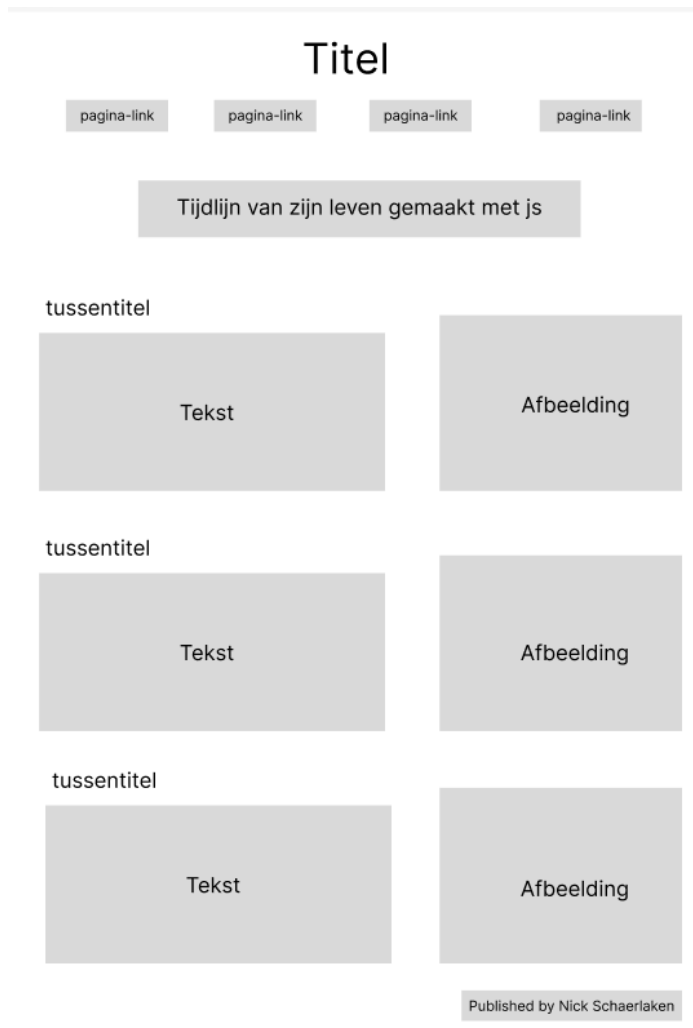 Titel
pagina-link
pagina-link
pagina-link
pagina-link
Tijdlijn van zijn leven gemaakt met js
tussentitel
Tekst
Afbeelding
tussentitel
Tekst
Afbeelding
tussentitel
Tekst
Afbeelding
Published by Nick Schaerlaken